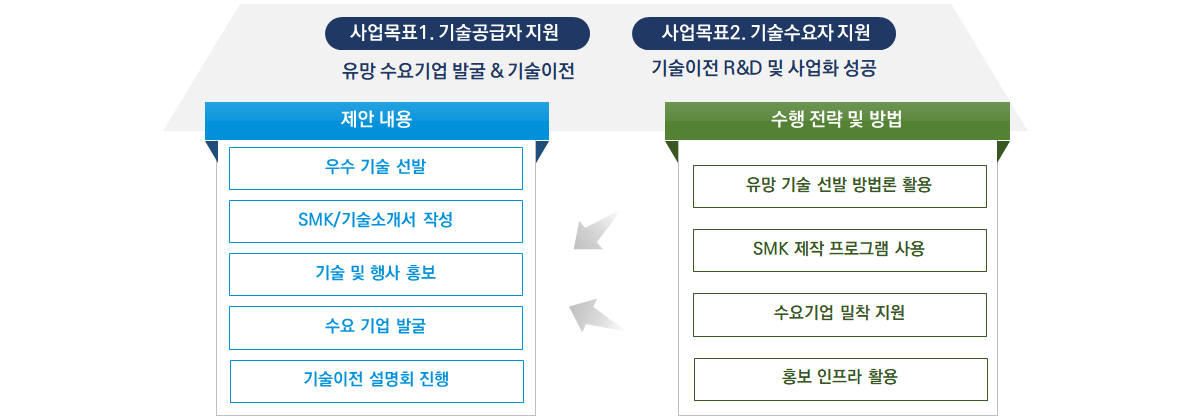 사업목표1. 기술공급자 지원
유망 수요기업 발굴 & 기술이전
사업목표2. 기술수요자 지원
기술이전 R&D 및 사업화 성공
제안 내용
우수 기술 선발
SMK/기술소개서 작성
기술 및 행사 홍보
수요 기업 발굴
기술이전 설명회 진행
수행 전략 및 방법
유망 기술 선발 방법론 활용
SMK 제작 프로그램 사용
수요기업 밀착 지원
홍보 인프라 활용